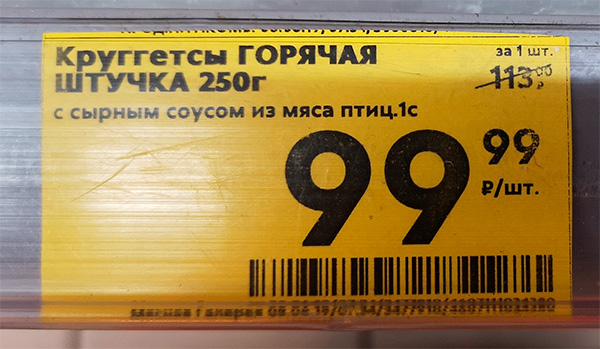 Круггетсы ГОРЯЧАЯ
ШТУЧКА 250г
с сырным соусом из мяса птиц.1с
за 1 шт.
113 00 ₽
99 99
₽/шт.